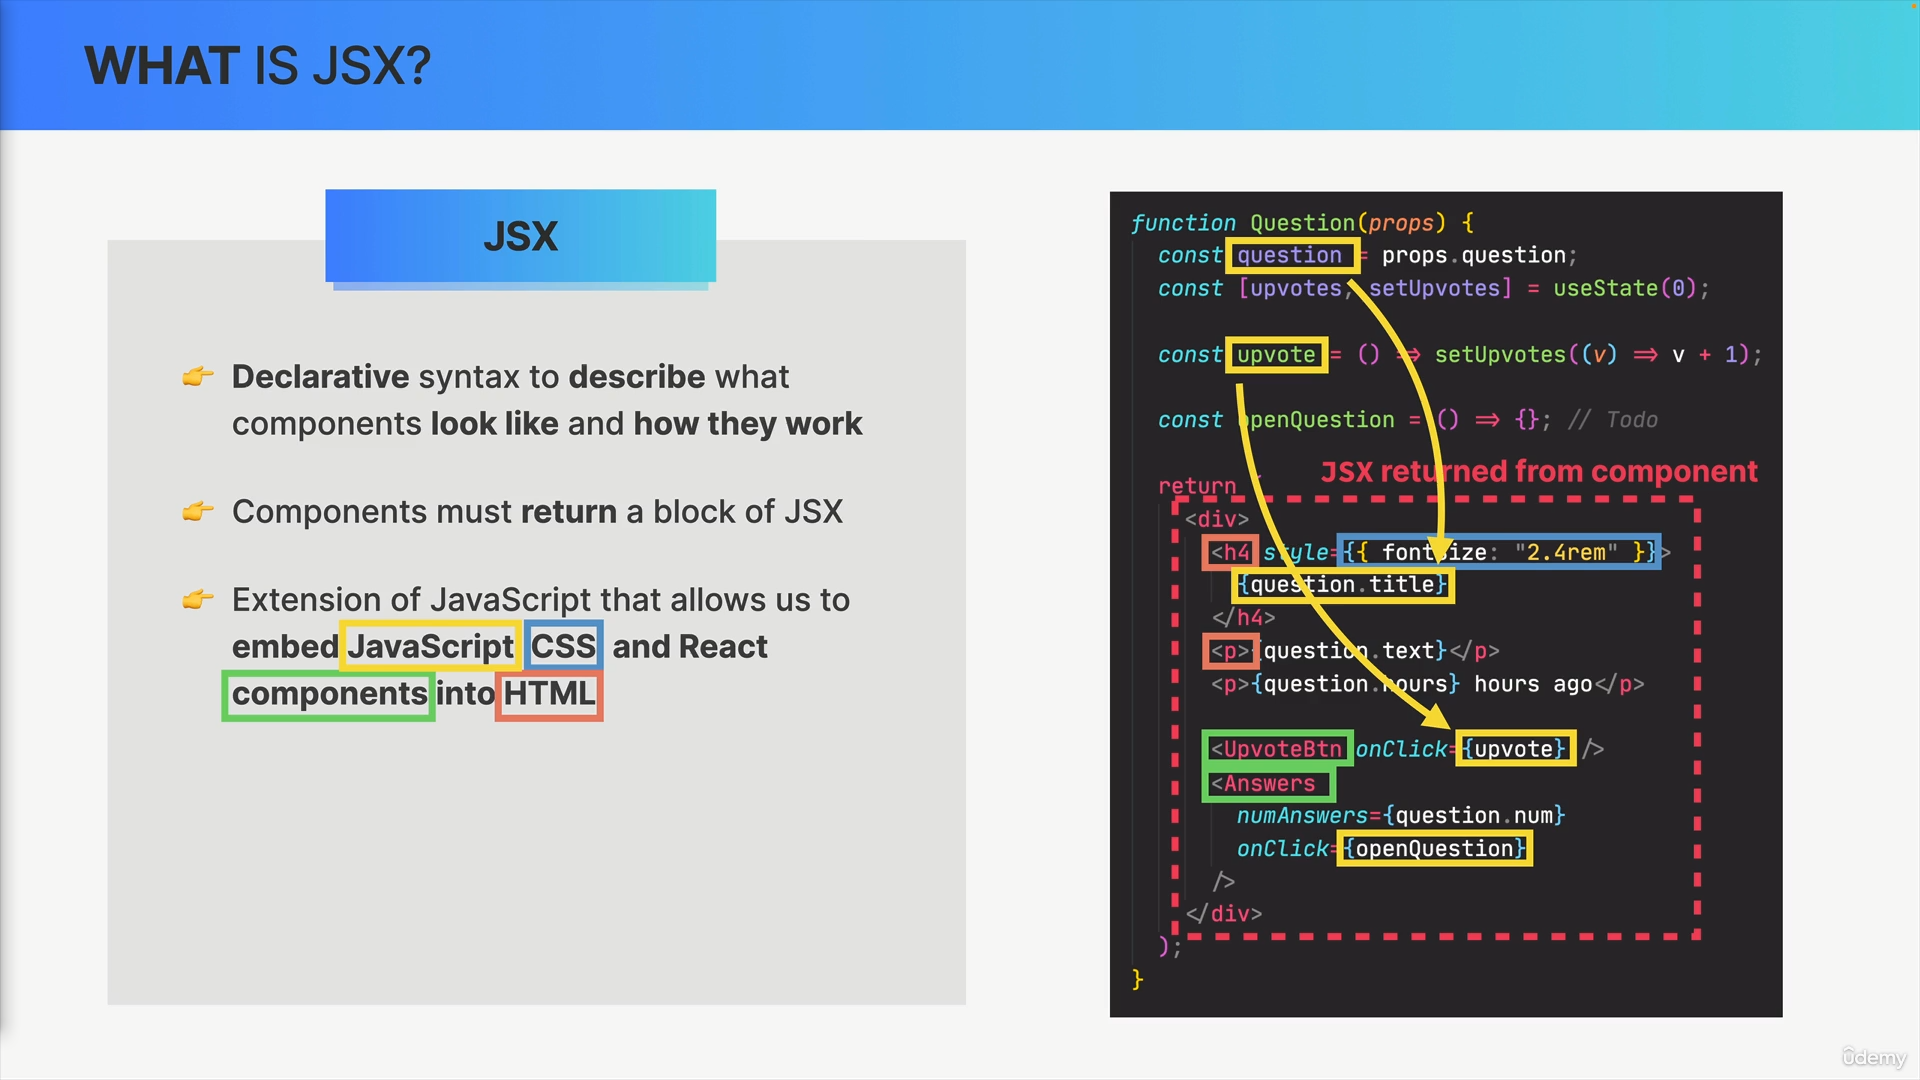 WHAT IS JSX?
JSX
👉 Declarative syntax to describe what
components look like and how they work
👉 Components must return a block of JSX
👉 Extension of JavaScript that allows us to
embed JavaScript CSS and React
components into HTML
function Question(props) {
const question = props.question;
const [upvotes, setUpvotes] = useState(0);
const upvote = () => setUpvotes((v) => v + 1);
const openQuestion = () => {}; // Todo
JSX returned from component
return
<div>
<h4 style={{ fontSize: "2.4rem" }}>
{question.title}
</h4>
<p>{question.text}</p>
<p>{question.hours} hours ago</p>
<UpvoteBtn onClick={upvote} />
<Answers
numAnswers={question.num}
onClick={openQuestion}
/>
</div>
);
}
ûdemy